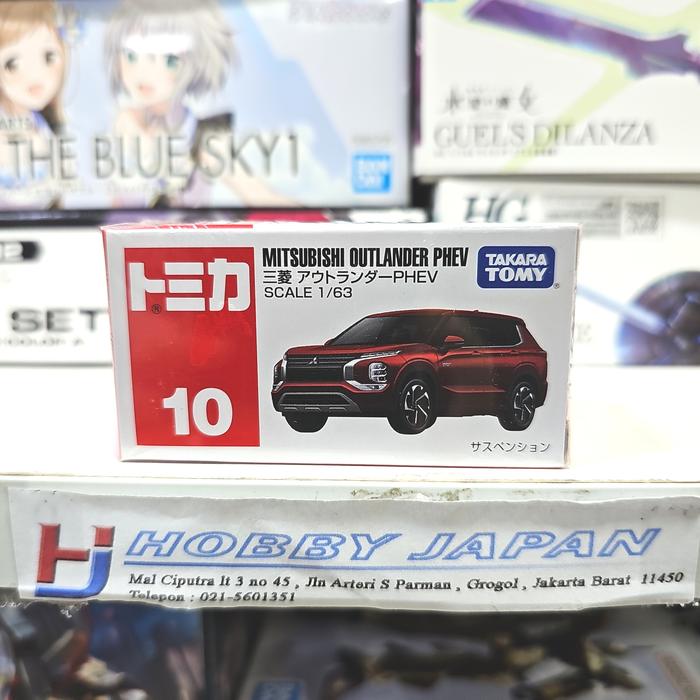 THE BLUE SKY1
GUEL'S DILANZA
HG
SET
トミカ
10
MITSUBISHI OUTLANDER PHEV
三菱 アウトランダーPHEV
SCALE 1/63
TAKARA
TOMY
サスペンション
HJ HOBBY JAPAN
Mal Ciputra lt 3 no 45 , Jln Arteri S Parman , Grogol , Jakarta Barat 11450
Telepon : 021-5601351